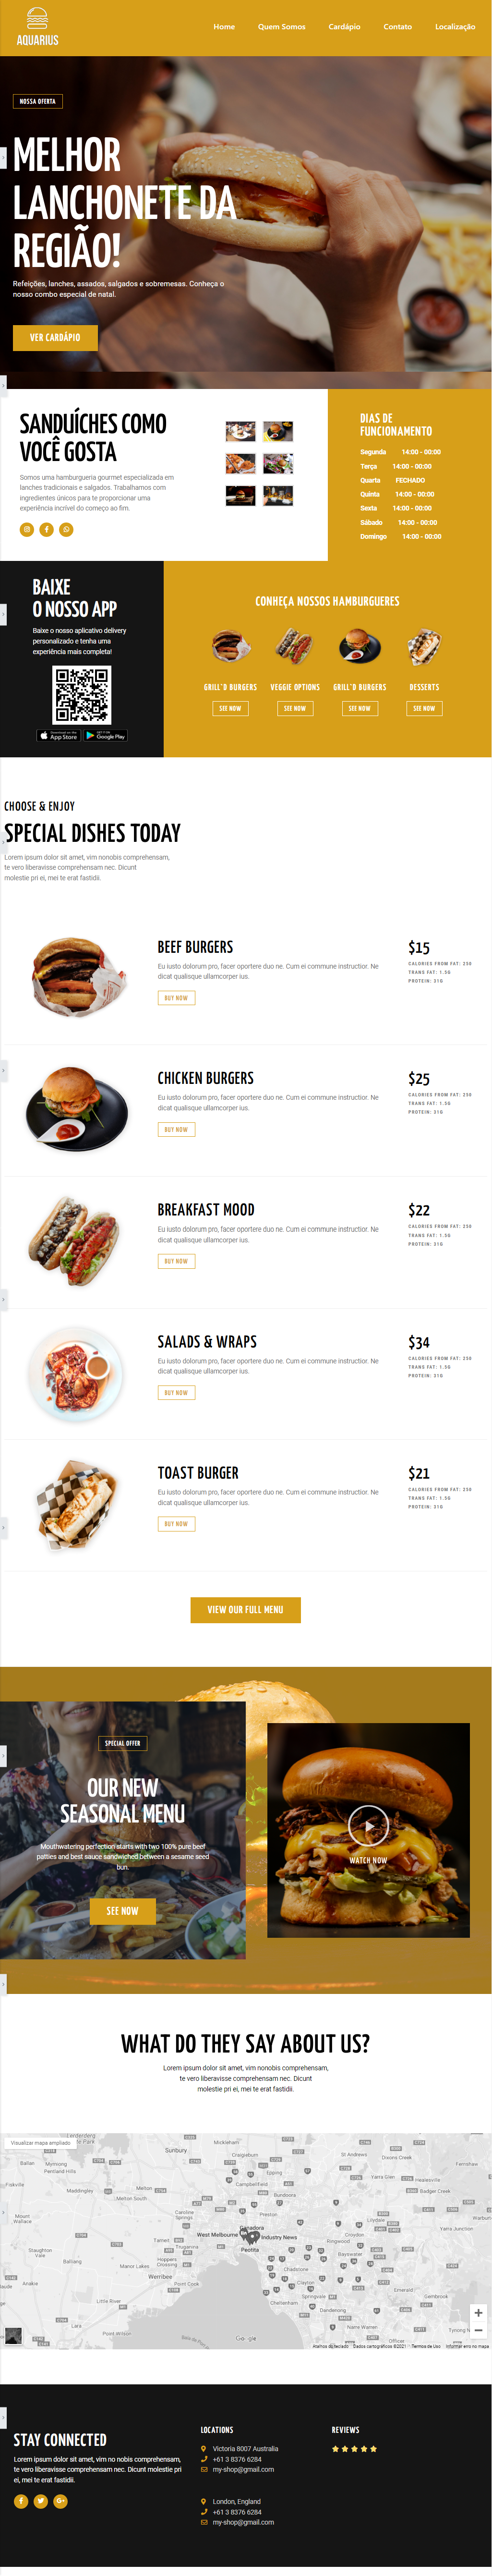 AQUARIUS
Home Quem Somos Cardápio Contato Localização
NOSSA OFERTA
MELHOR
LANCHONETE DA
REGIÃO!
Refeições, lanches, assados, salgados e sobremesas. Conheça o
nosso combo especial de natal.
VER CARDÁPIO
SANDUÍCHES COMO
VOCÊ GOSTA
Somos uma hamburgueria gourmet especializada em
lanches tradicionais e salgados. Trabalhamos com
ingredientes únicos para te proporcionar uma
experiência incrível do começo ao fim.
DIAS DE
FUNCIONAMENTO
Segunda 14:00 - 00:00
Terça 14:00 - 00:00
Quarta FECHADO
Quinta 14:00 - 00:00
Sexta 14:00 - 00:00
Sábado 14:00 - 00:00
Domingo 14:00 - 00:00
BAIXE
O NOSSO APP
Baixe o nosso aplicativo delivery
personalizado e tenha uma
experiência mais completa!
App Store
Google Play
CONHEÇA NOSSOS HAMBURGUERES
GRILL'D BURGERS VEGGIE OPTIONS GRILL'D BURGERS DESSERTS
SEE NOW SEE NOW SEE NOW SEE NOW
CHOOSE & ENJOY
SPECIAL DISHES TODAY
Lorem ipsum dolor sit amet, vim nonobis comprehensam,
te vero liberavisse comprehensam nec. Dicunt
molestie pri ei, mei te erat fastidii.
BEEF BURGERS
Eu iusto dolorum pro, facer oportere duo ne. Cum ei commune instructior. Ne
dicat qualisque ullamcorper ius.
BUY NOW
$15
CALORIES FROM FAT: 250
TRANS FAT: 1.5G
PROTEIN: 31G
CHICKEN BURGERS
Eu iusto dolorum pro, facer oportere duo ne. Cum ei commune instructior. Ne
dicat qualisque ullamcorper ius.
BUY NOW
$25
CALORIES FROM FAT: 250
TRANS FAT: 1.5G
PROTEIN: 31G
BREAKFAST MOOD
Eu iusto dolorum pro, facer oportere duo ne. Cum ei commune instructior. Ne
dicat qualisque ullamcorper ius.
BUY NOW
$22
CALORIES FROM FAT: 250
TRANS FAT: 1.5G
PROTEIN: 31G
SALADS & WRAPS
Eu iusto dolorum pro, facer oportere duo ne. Cum ei commune instructior. Ne
dicat qualisque ullamcorper ius.
BUY NOW
$34
CALORIES FROM FAT: 250
TRANS FAT: 1.5G
PROTEIN: 31G
TOAST BURGER
Eu iusto dolorum pro, facer oportere duo ne. Cum ei commune instructior. Ne
dicat qualisque ullamcorper ius.
BUY NOW
$21
CALORIES FROM FAT: 250
TRANS FAT: 1.5G
PROTEIN: 31G
VIEW OUR FULL MENU
SPECIAL OFFER
OUR NEW
SEASONAL MENU
Mouthwatering perfection starts with two 100% pure beef
patties and best sauce sandwiched between a sesame seed
bun.
SEE NOW
WATCH NOW
WHAT DO THEY SAY ABOUT US?
Lorem ipsum dolor sit amet, vim nonobis comprehensam,
te vero liberavisse comprehensam nec. Dicunt
molestie pri ei, mei te erat fastidii.
Visualizar mapa ampliado
Sunbury
Mickleham
Craigieburn
Epping
St Andrews
Dixons Creek
Yarra Glen
Healesville
Badger Creek
Fernshaw
Ballan
Myrniong
Pentland Hills
Maddingley
Melton
Melton South
Caroline
Springs
Campbellfield
Bundoora
Preston
Yarra Junction
Mount
Wallace
West Melbourne
Industry News
Croydon
Ringwood
Bayswater
Staughton
Vale
Balliang
Truganina
Hoppers
Crossing
Manor Lakes
Werribee
Point Cook
Chadstone
Clayton
Springvale
Cheltenham
Dandenong
Narre Warren
Emerald
Gembrook
Anakie
Little River
Lara
Point Wilson
Officer
Google
Atalhos do teclado Dados cartográficos ©2021 Termos de Uso Informar erro no mapa
STAY CONNECTED
Lorem ipsum dolor sit amet, vim no nobis comprehensam,
te vero liberavisse comprehensam nec. Dicunt molestie pri
ei, mei te erat fastidii.
LOCATIONS
Victoria 8007 Australia
+61 3 8376 6284
my-shop@gmail.com
London, England
+61 3 8376 6284
my-shop@gmail.com
REVIEWS